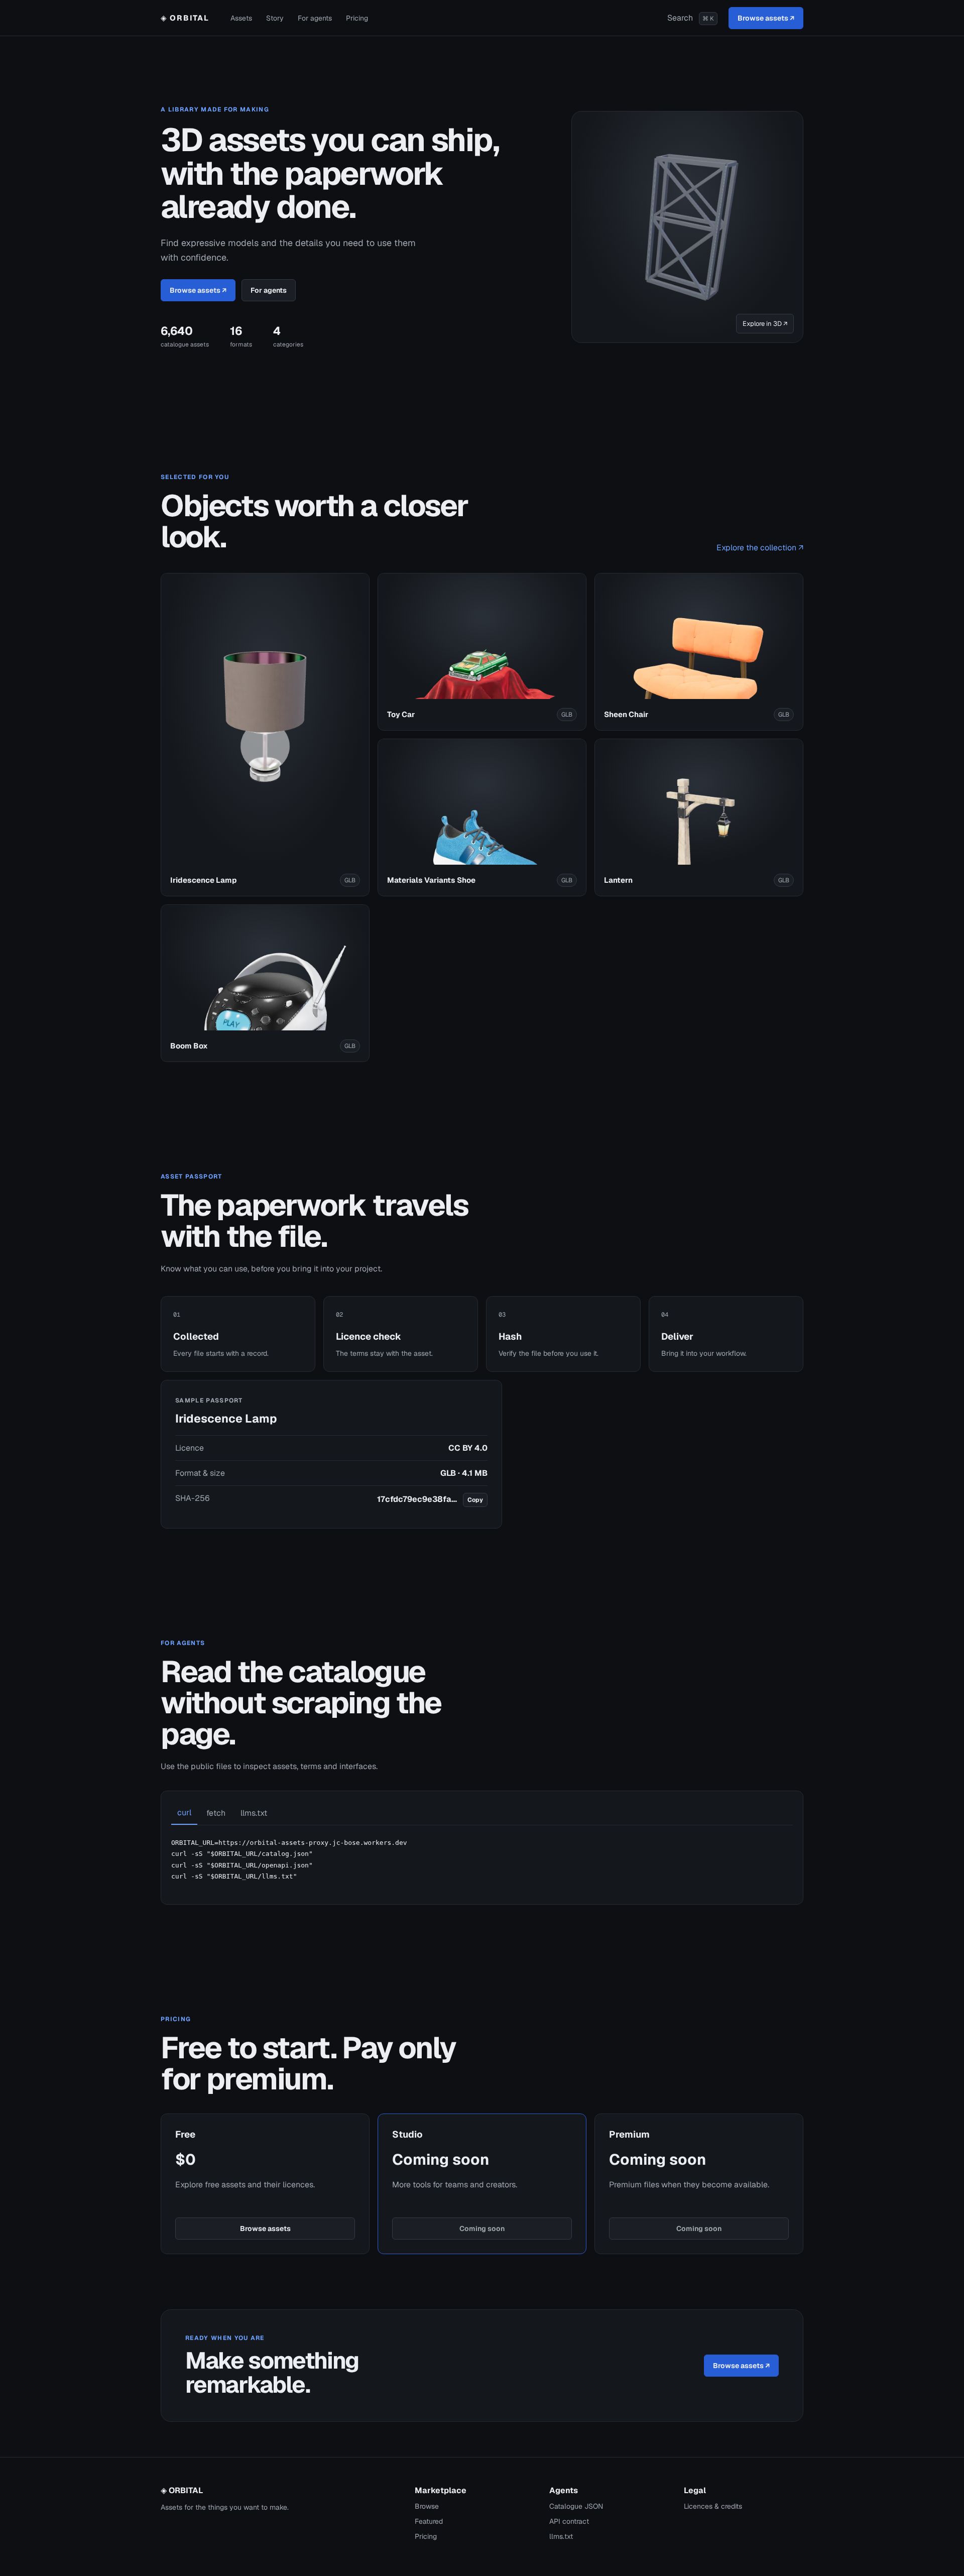 ◈ ORBITAL
Assets
Story
For agents
Pricing
Search
⌘ K
Browse assets ↗
A LIBRARY MADE FOR MAKING
3D assets you can ship,
with the paperwork
already done.
Find expressive models and the details you need to use them
with confidence.
Browse assets ↗
For agents
6,640
catalogue assets
16
formats
4
categories
Explore in 3D ↗
SELECTED FOR YOU
Objects worth a closer
look.
Explore the collection ↗
Toy Car
GLB
Sheen Chair
GLB
Iridescence Lamp
GLB
Materials Variants Shoe
GLB
Lantern
GLB
PLAY
Boom Box
GLB
ASSET PASSPORT
The paperwork travels
with the file.
Know what you can use, before you bring it into your project.
01
Collected
Every file starts with a record.
02
Licence check
The terms stay with the asset.
03
Hash
Verify the file before you use it.
04
Deliver
Bring it into your workflow.
SAMPLE PASSPORT
Iridescence Lamp
Licence
CC BY 4.0
Format & size
GLB · 4.1 MB
SHA-256
17cfdc79ec9e38fa…
Copy
FOR AGENTS
Read the catalogue
without scraping the
page.
Use the public files to inspect assets, terms and interfaces.
curl
fetch
llms.txt
ORBITAL_URL=https://orbital-assets-proxy.jc-bose.workers.dev
curl -sS "$ORBITAL_URL/catalog.json"
curl -sS "$ORBITAL_URL/openapi.json"
curl -sS "$ORBITAL_URL/llms.txt"
PRICING
Free to start. Pay only
for premium.
Free
$0
Explore free assets and their licences.
Browse assets
Studio
Coming soon
More tools for teams and creators.
Coming soon
Premium
Coming soon
Premium files when they become available.
Coming soon
READY WHEN YOU ARE
Make something
remarkable.
Browse assets ↗
◈ ORBITAL
Assets for the things you want to make.
Marketplace
Browse
Featured
Pricing
Agents
Catalogue JSON
API contract
llms.txt
Legal
Licences & credits